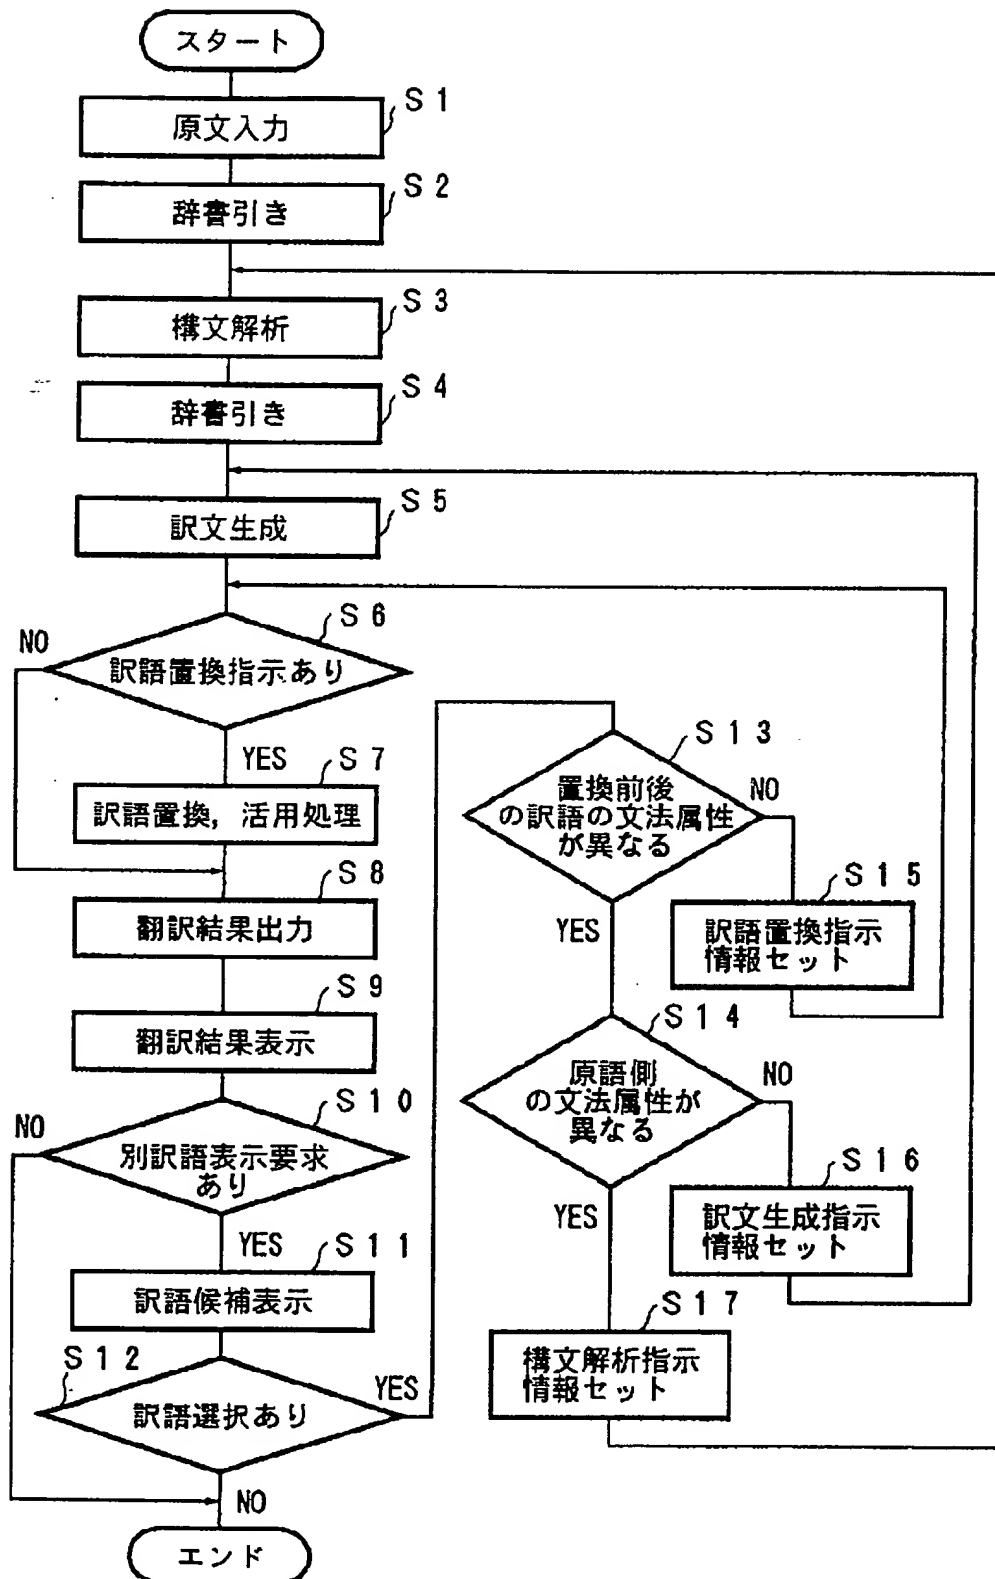 スタート
S1
原文入力
S2
辞書引き
S3
構文解析
S4
辞書引き
S5
訳文生成
S6
NO
訳語置換指示あり
YES
S7
訳語置換,活用処理
S8
翻訳結果出力
S9
翻訳結果表示
S10
NO
別訳語表示要求
あり
YES
S11
訳語候補表示
S12
YES
訳語選択あり
NO
エンド
S13
置換前後
の訳語の文法属性
が異なる
NO
YES
S15
訳語置換指示
情報セット
S14
原語側
の文法属性が
異なる
NO
YES
S16
訳文生成指示
情報セット
S17
構文解析指示
情報セット